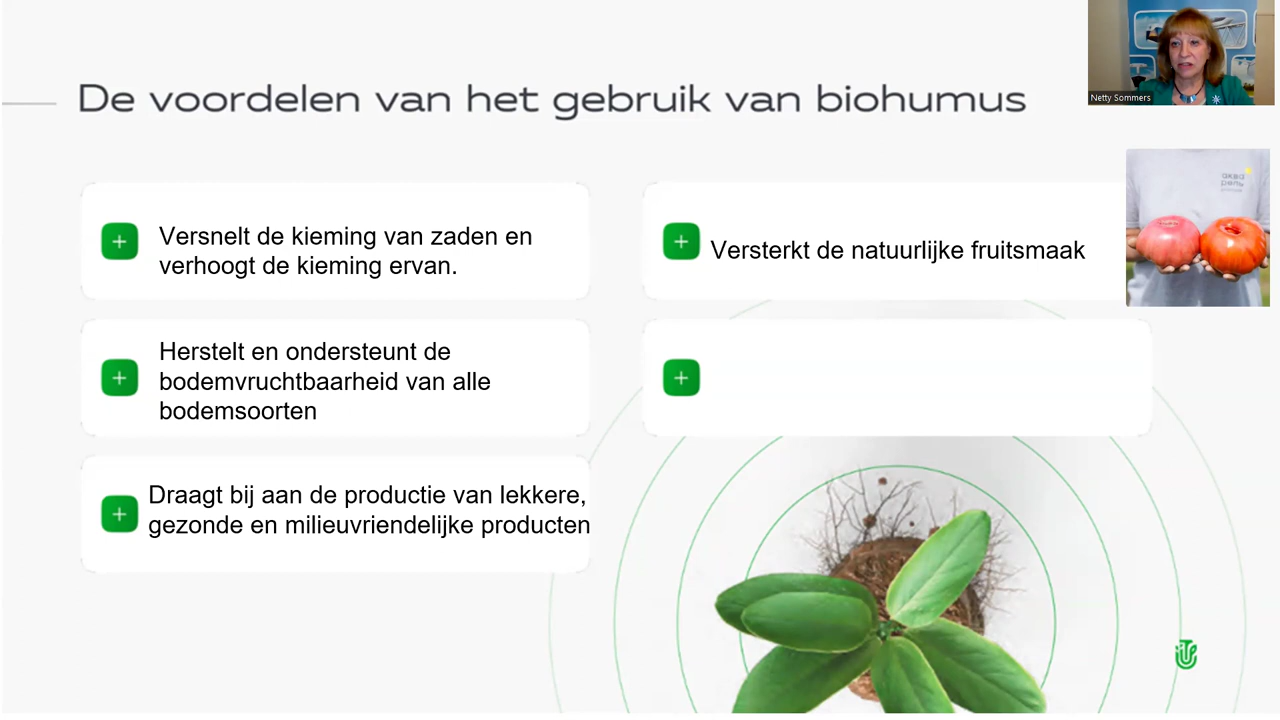 De voordelen van het gebruik van biohumus
Netty Sommers
Versnelt de kieming van zaden en
verhoogt de kieming ervan.
Versterkt de natuurlijke fruitsmaak
аква
рель
Herstelt en ondersteunt de
bodemvruchtbaarheid van alle
bodemsoorten
Draagt bij aan de productie van lekkere,
gezonde en milieuvriendelijke producten